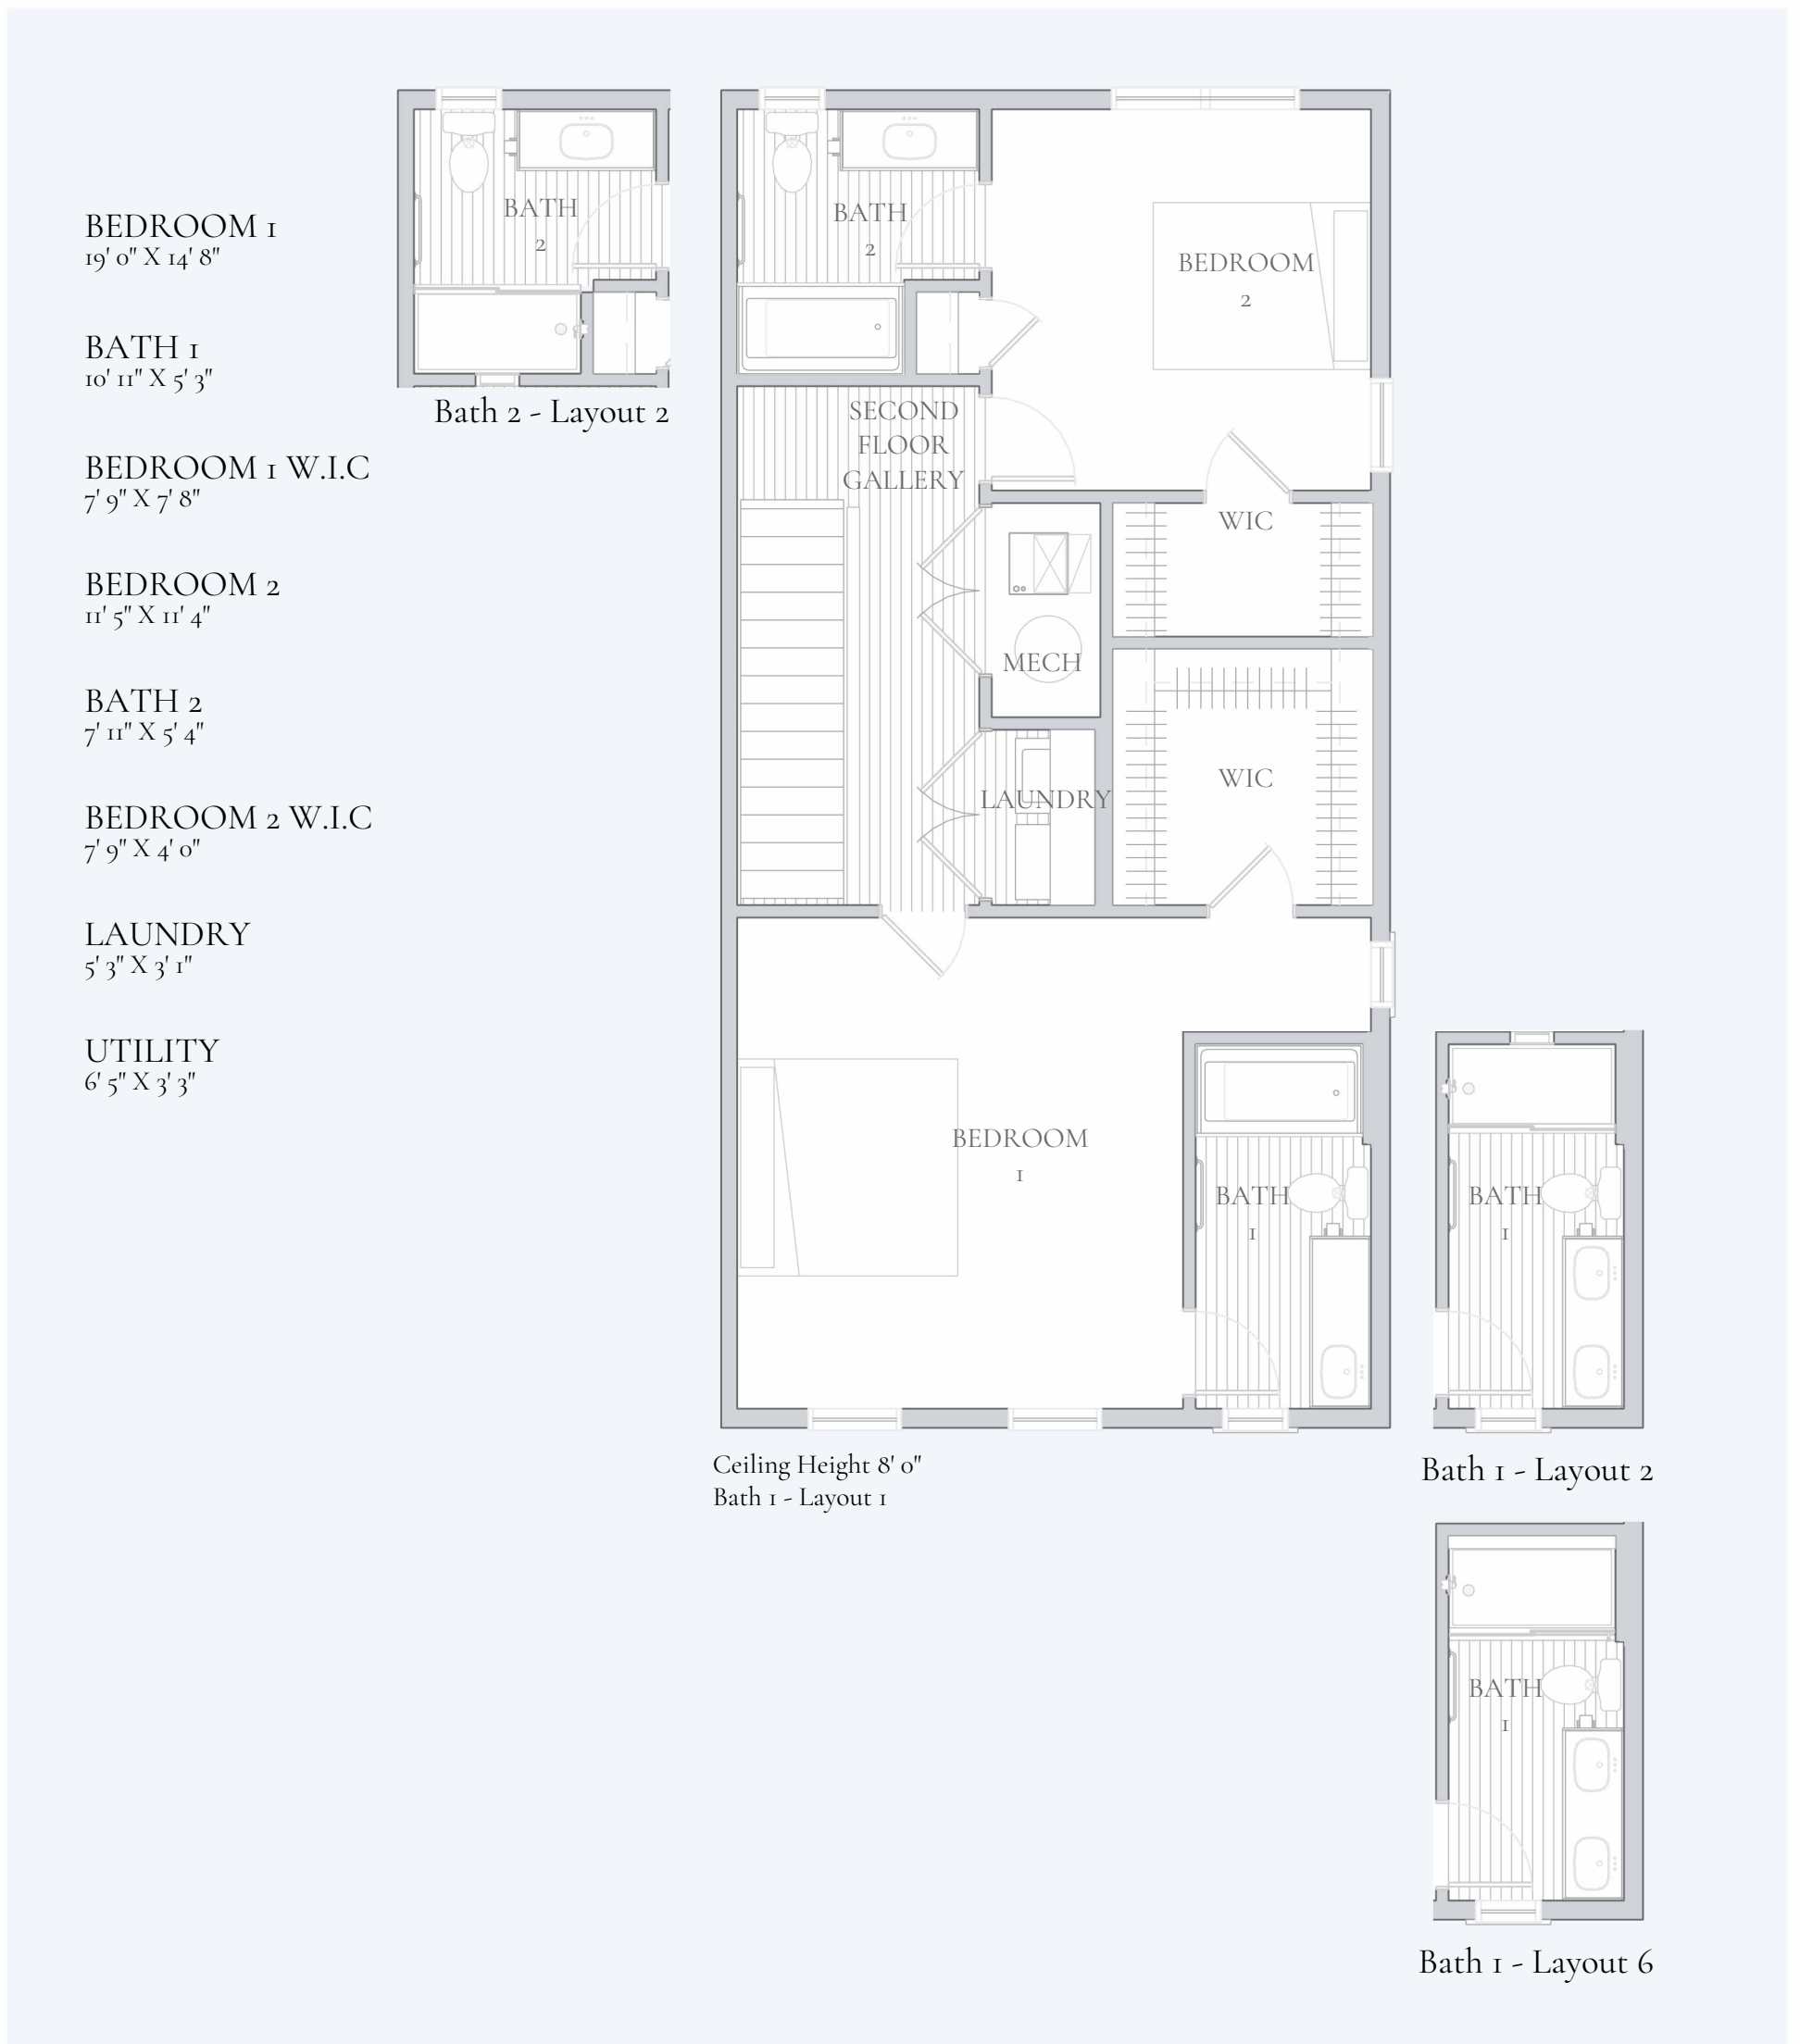 BEDROOM 1
19' 0" X 14' 8"
BATH 1
10' 11" X 5' 3"
BEDROOM 1 W.I.C
7' 9" X 7' 8"
BEDROOM 2
11' 5" X 11' 4"
BATH 2
7' 11" X 5' 4"
BEDROOM 2 W.I.C
7' 9" X 4' 0"
LAUNDRY
5' 3" X 3' 1"
UTILITY
6' 5" X 3' 3"
BATH
2
Bath 2 - Layout 2
BATH
2
BEDROOM
2
SECOND
FLOOR
GALLERY
WIC
MECH
WIC
LAUNDRY
BEDROOM
1
BATH
1
Ceiling Height 8' 0"
Bath 1 - Layout 1
BATH
1
Bath 1 - Layout 2
BATH
1
Bath 1 - Layout 6